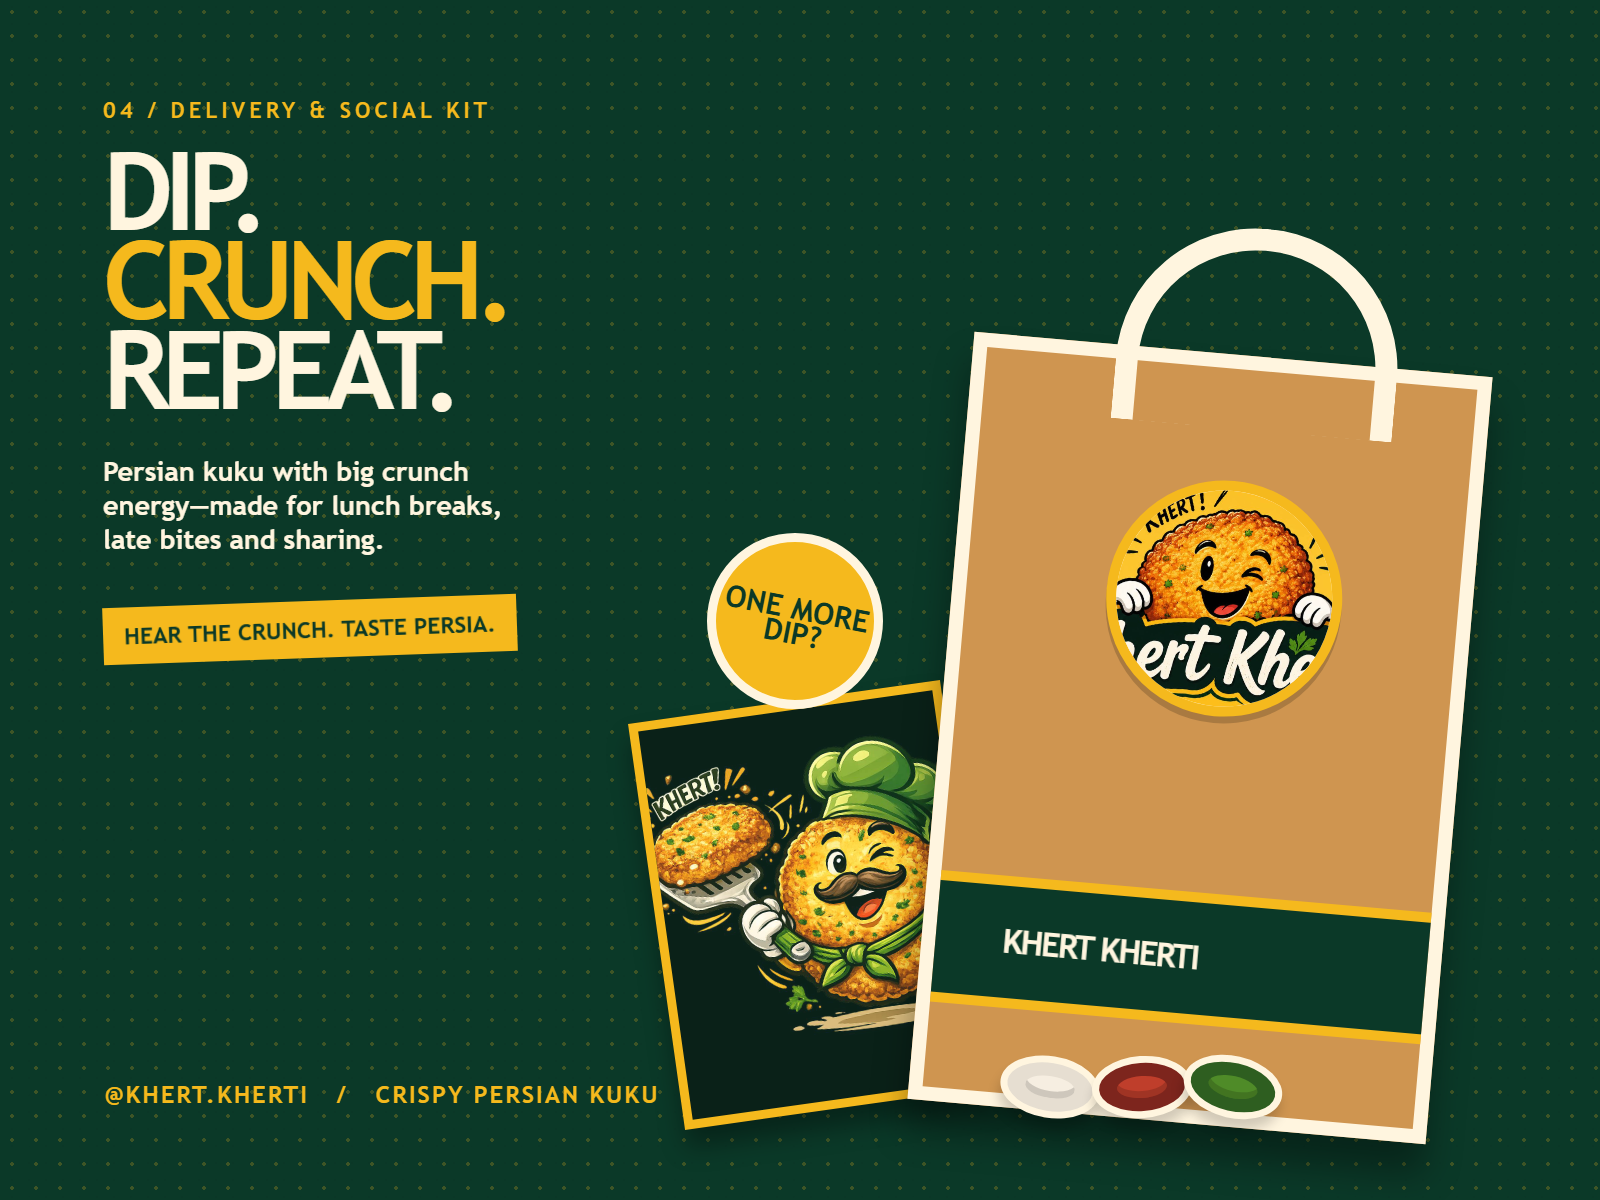 04 / DELIVERY & SOCIAL KIT
DIP.
CRUNCH.
REPEAT.
Persian kuku with big crunch
energy—made for lunch breaks,
late bites and sharing.
HEAR THE CRUNCH. TASTE PERSIA.
ONE MORE
DIP?
KHERT!
KHERT!
hert Khe
KHERT KHERTI
@KHERT.KHERTI / CRISPY PERSIAN KUKU